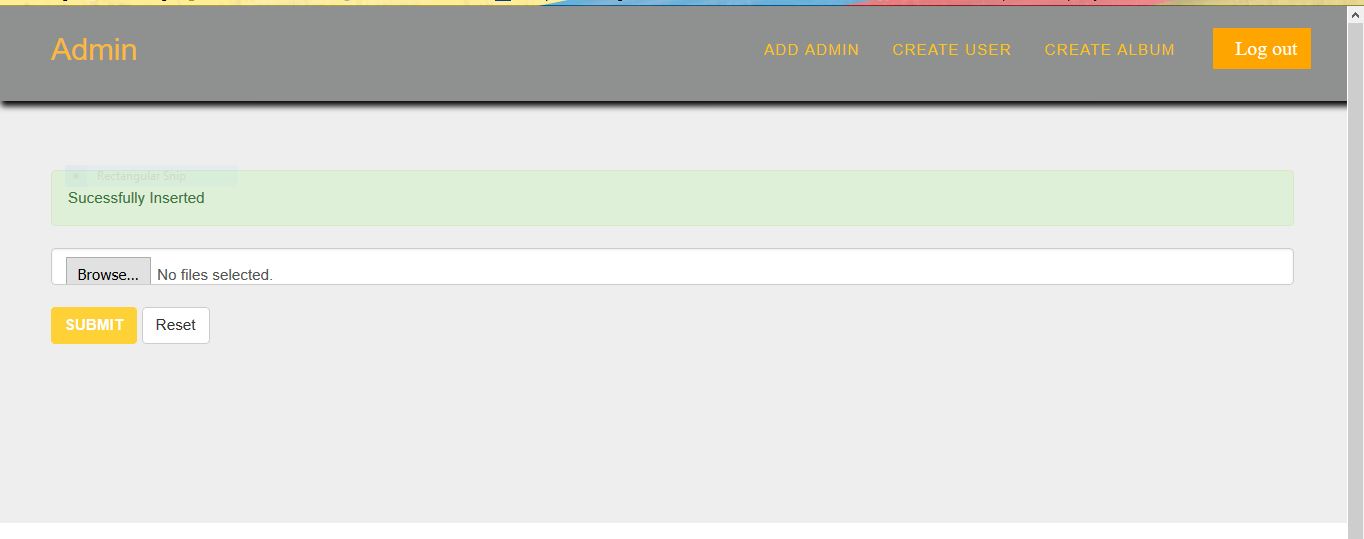 Admin
ADD ADMIN CREATE USER CREATE ALBUM Log out
Rectangular Snip
Sucessfully Inserted
Browse... No files selected.
SUBMIT Reset